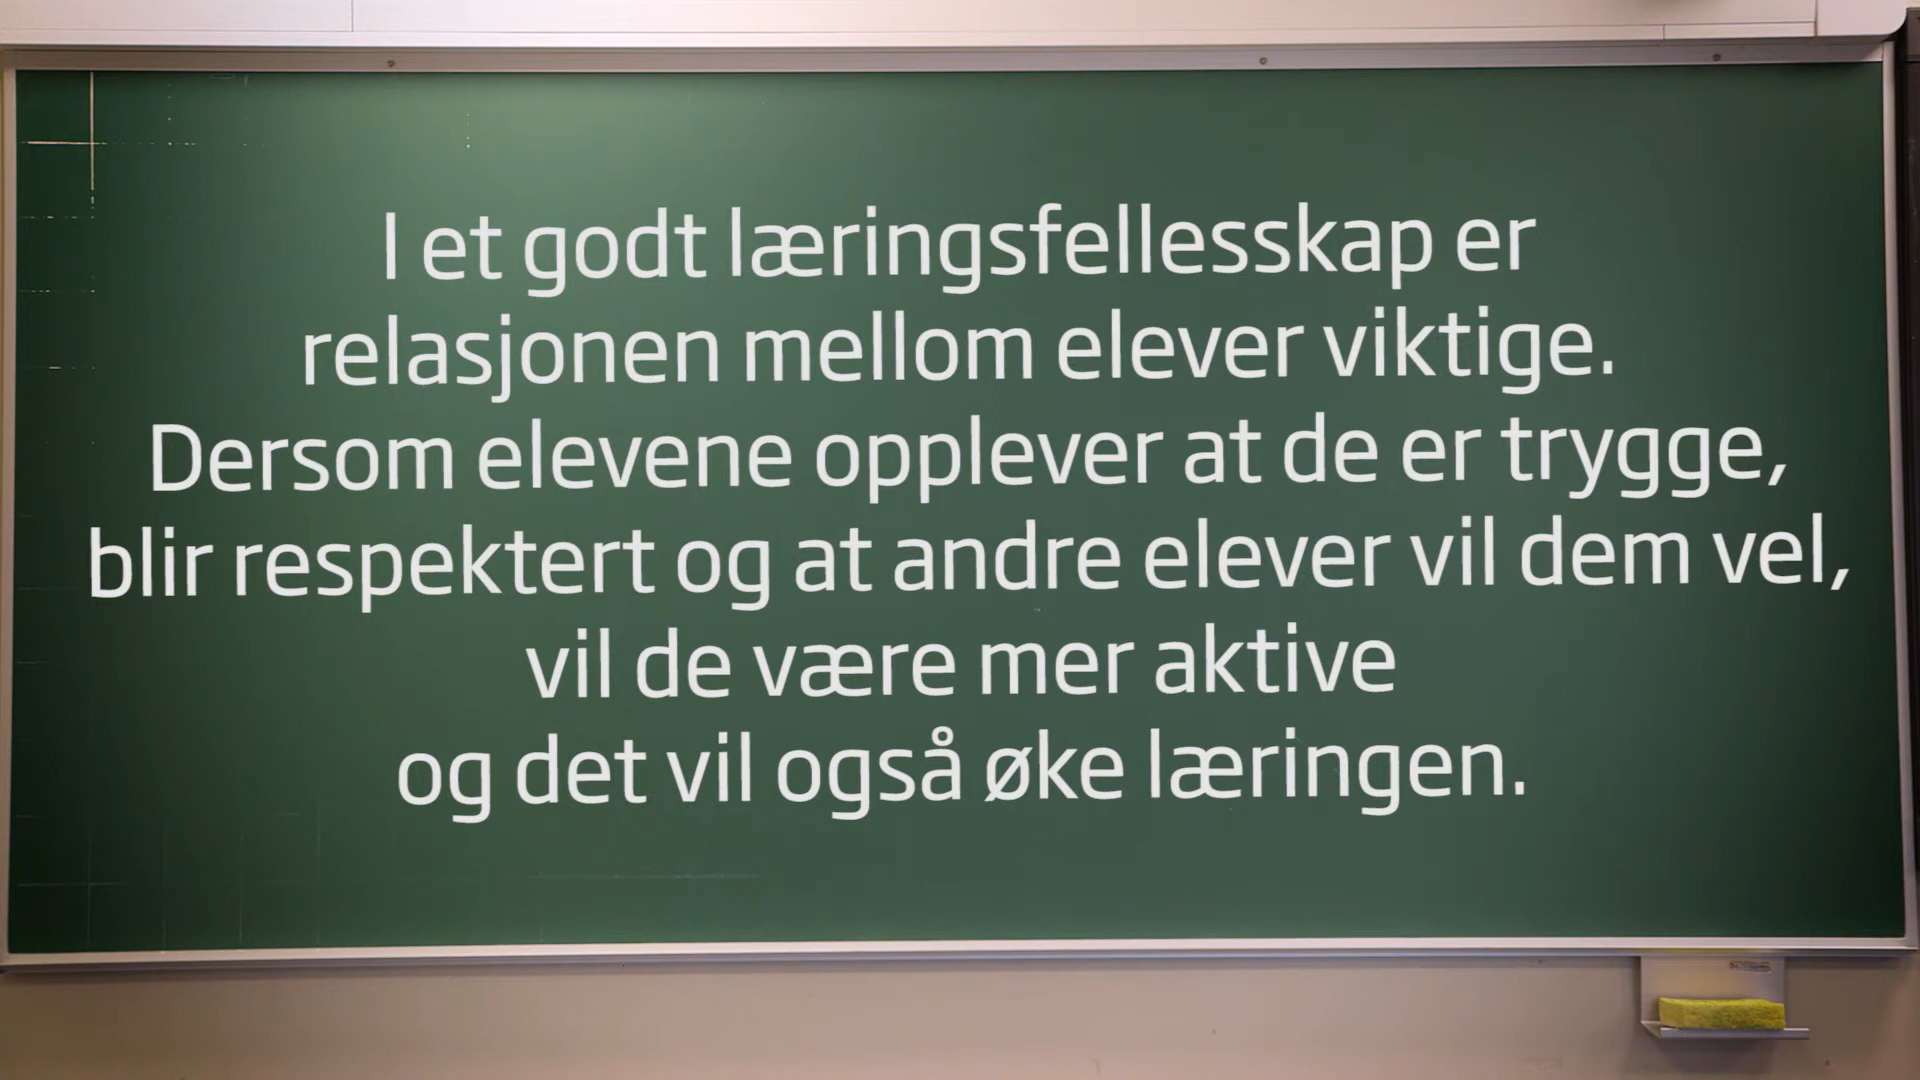 I et godt læringsfellesskap er
relasjonen mellom elever viktige.
Dersom elevene opplever at de er trygge,
blir respektert og at andre elever vil dem vel,
vil de være mer aktive
og det vil også øke læringen.